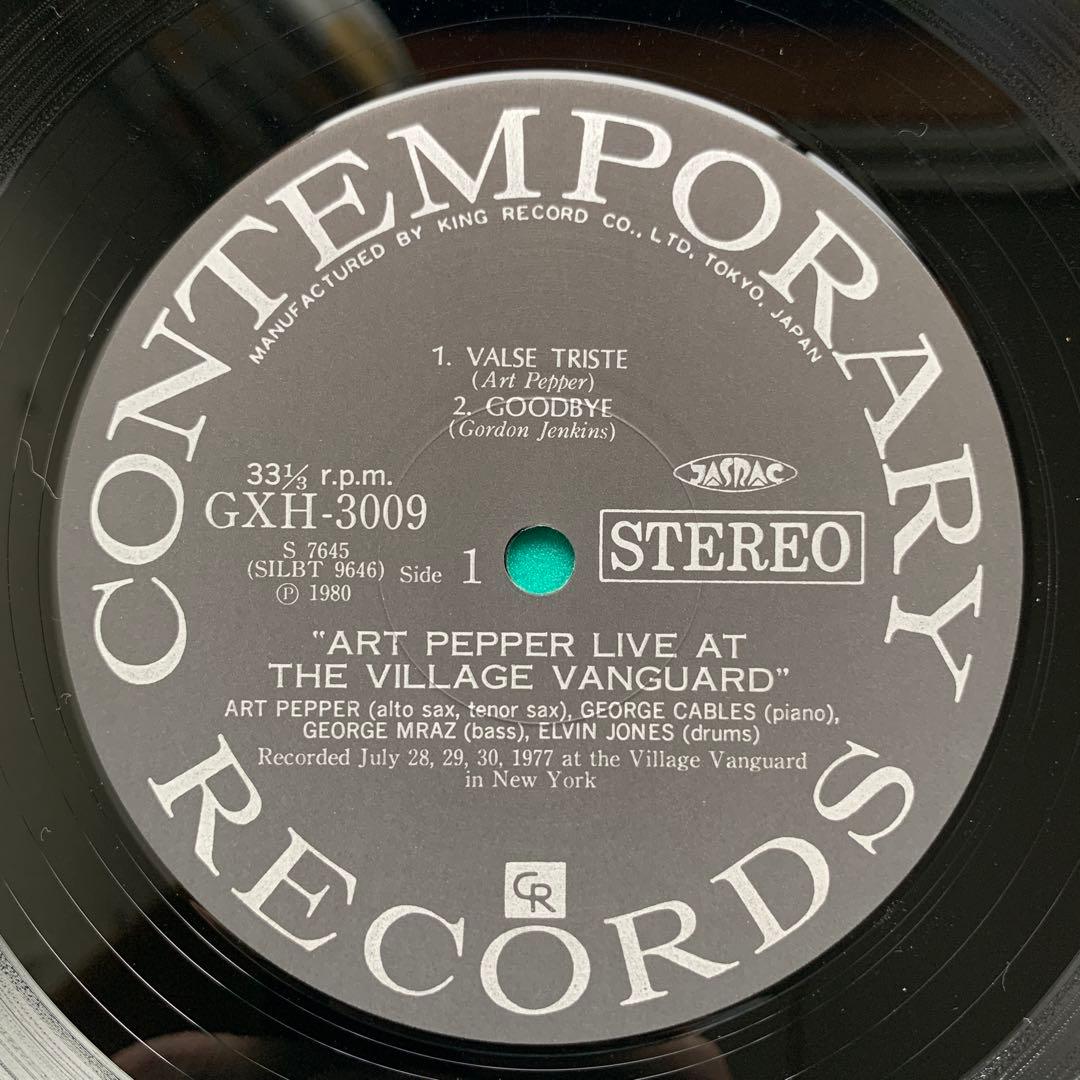 CONTEMPORARY
MANUFACTURED BY KING RECORD CO., LTD. TOKYO. JAPAN
1. VALSE TRISTE
(Art Pepper)
2. GOODBYE
(Gordon Jenkins)
33⅓ r.p.m.
GXH-3009
S 7645
(SILBT 9646)
Ⓟ 1980
Side 1
JASRAC
STEREO
"ART PEPPER LIVE AT
THE VILLAGE VANGUARD"
ART PEPPER (alto sax, tenor sax), GEORGE CABLES (piano),
GEORGE MRAZ (bass), ELVIN JONES (drums)
Recorded July 28, 29, 30, 1977 at the Village Vanguard
in New York
CR
RECORDS